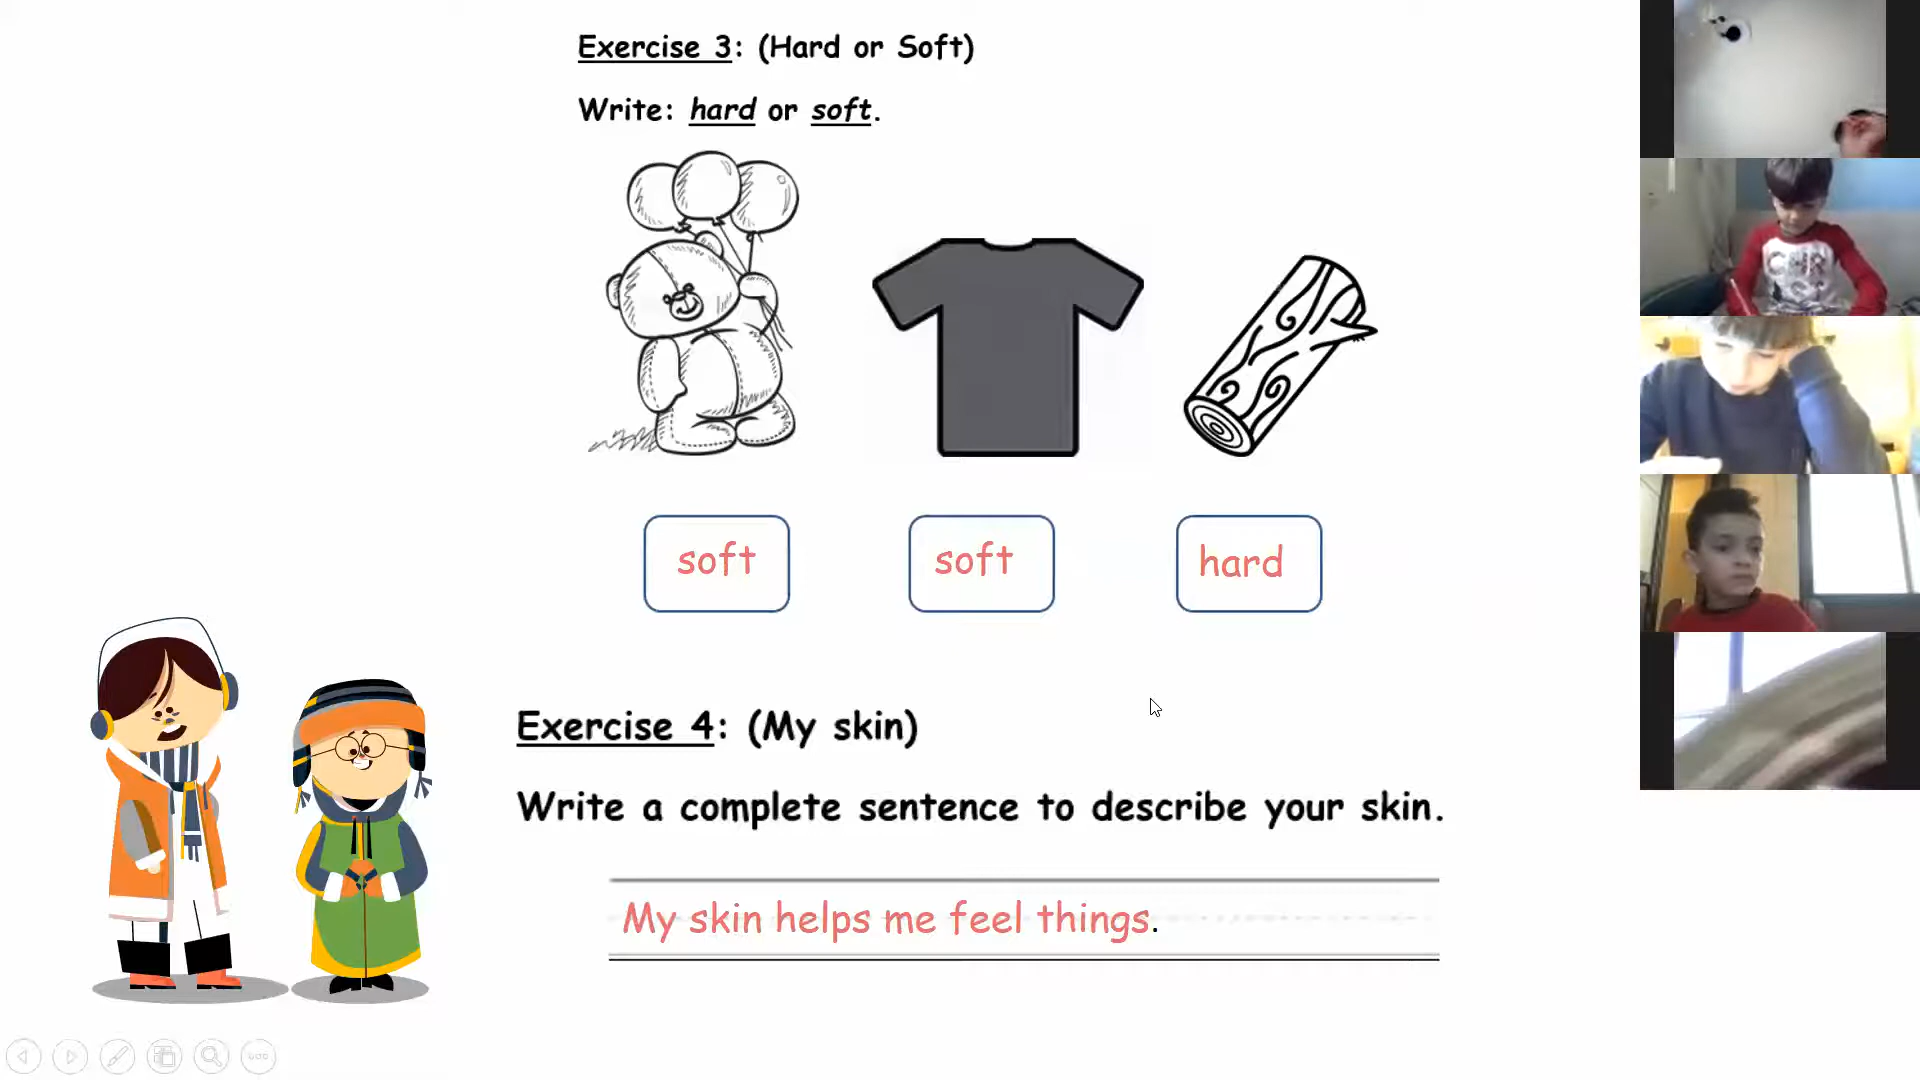 Exercise 3: (Hard or Soft)
Write: hard or soft.
soft soft hard
Exercise 4: (My skin)
Write a complete sentence to describe your skin.
My skin helps me feel things.